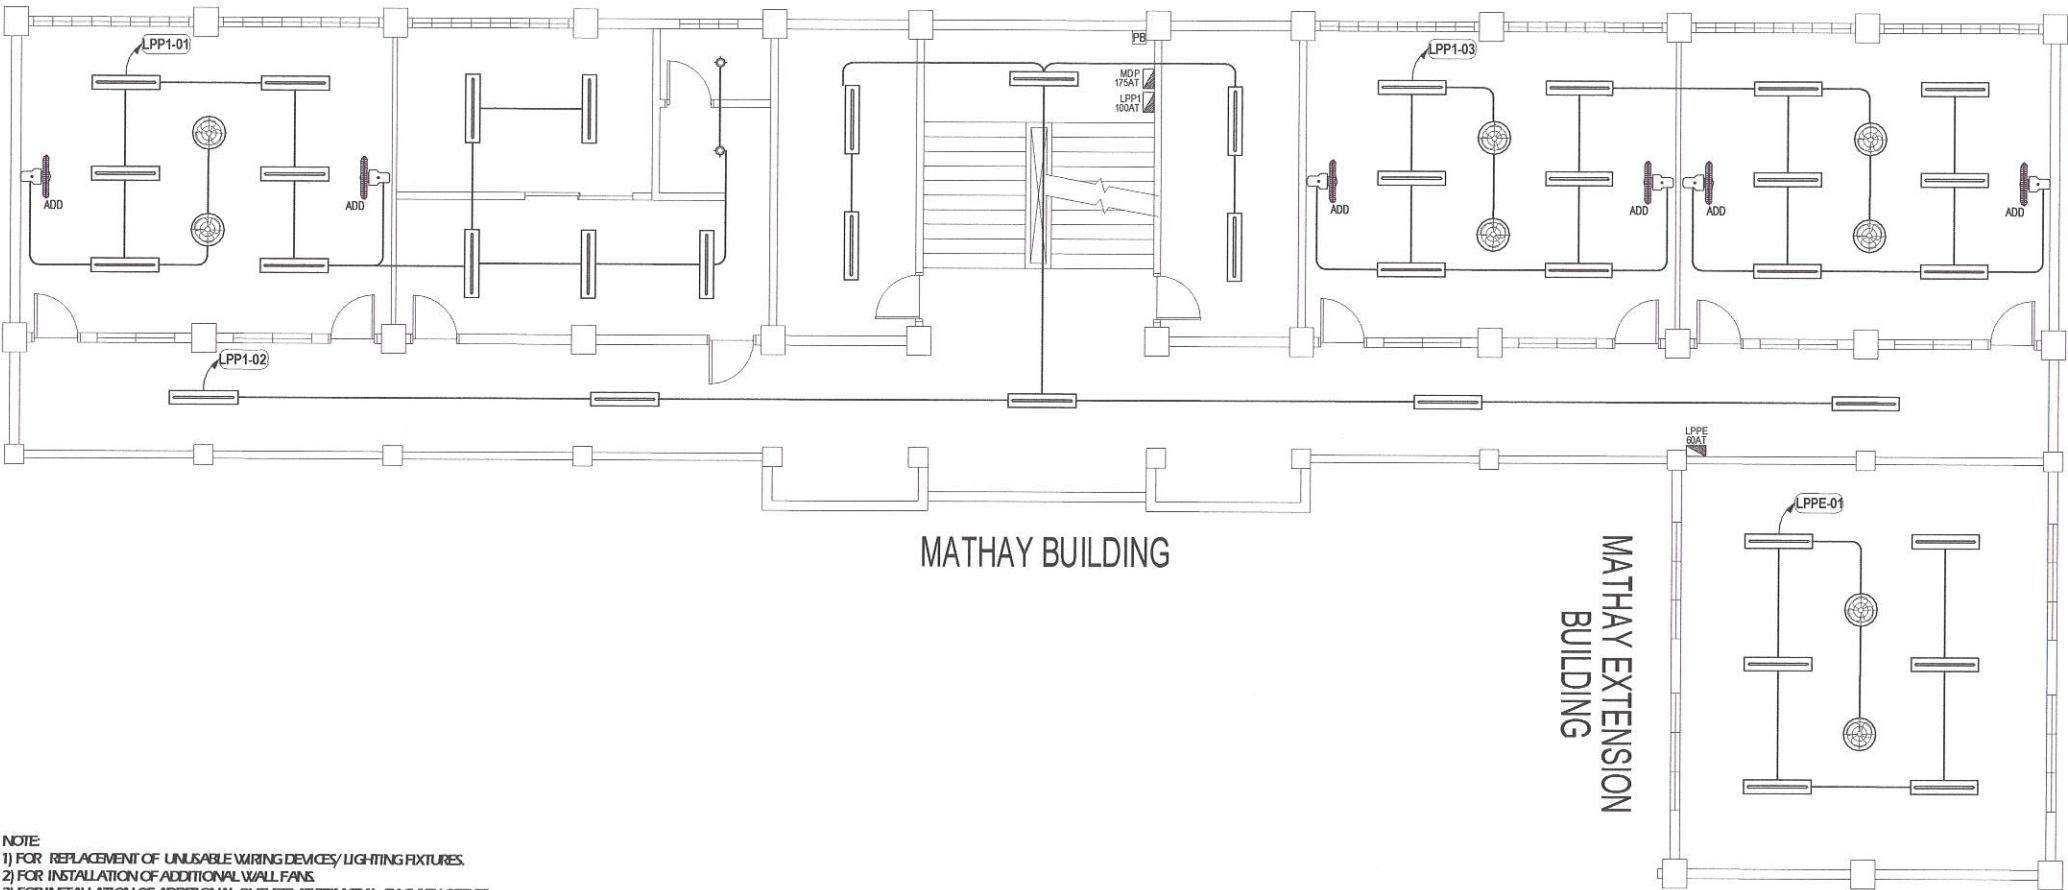 LPP1-01
LPP1-03
PB
MDP
175AT
LPP1
100AT
ADD
ADD
ADD
ADD
ADD
ADD
LPP1-02
LPPE
60AT
LPPE-01
MATHAY BUILDING
MATHAY EXTENSION
BUILDING
NOTE:
1) FOR REPLACEMENT OF UNUSABLE WIRING DEVICES/ LIGHTING FIXTURES.
2) FOR INSTALLATION OF ADDITIONAL WALL FANS.